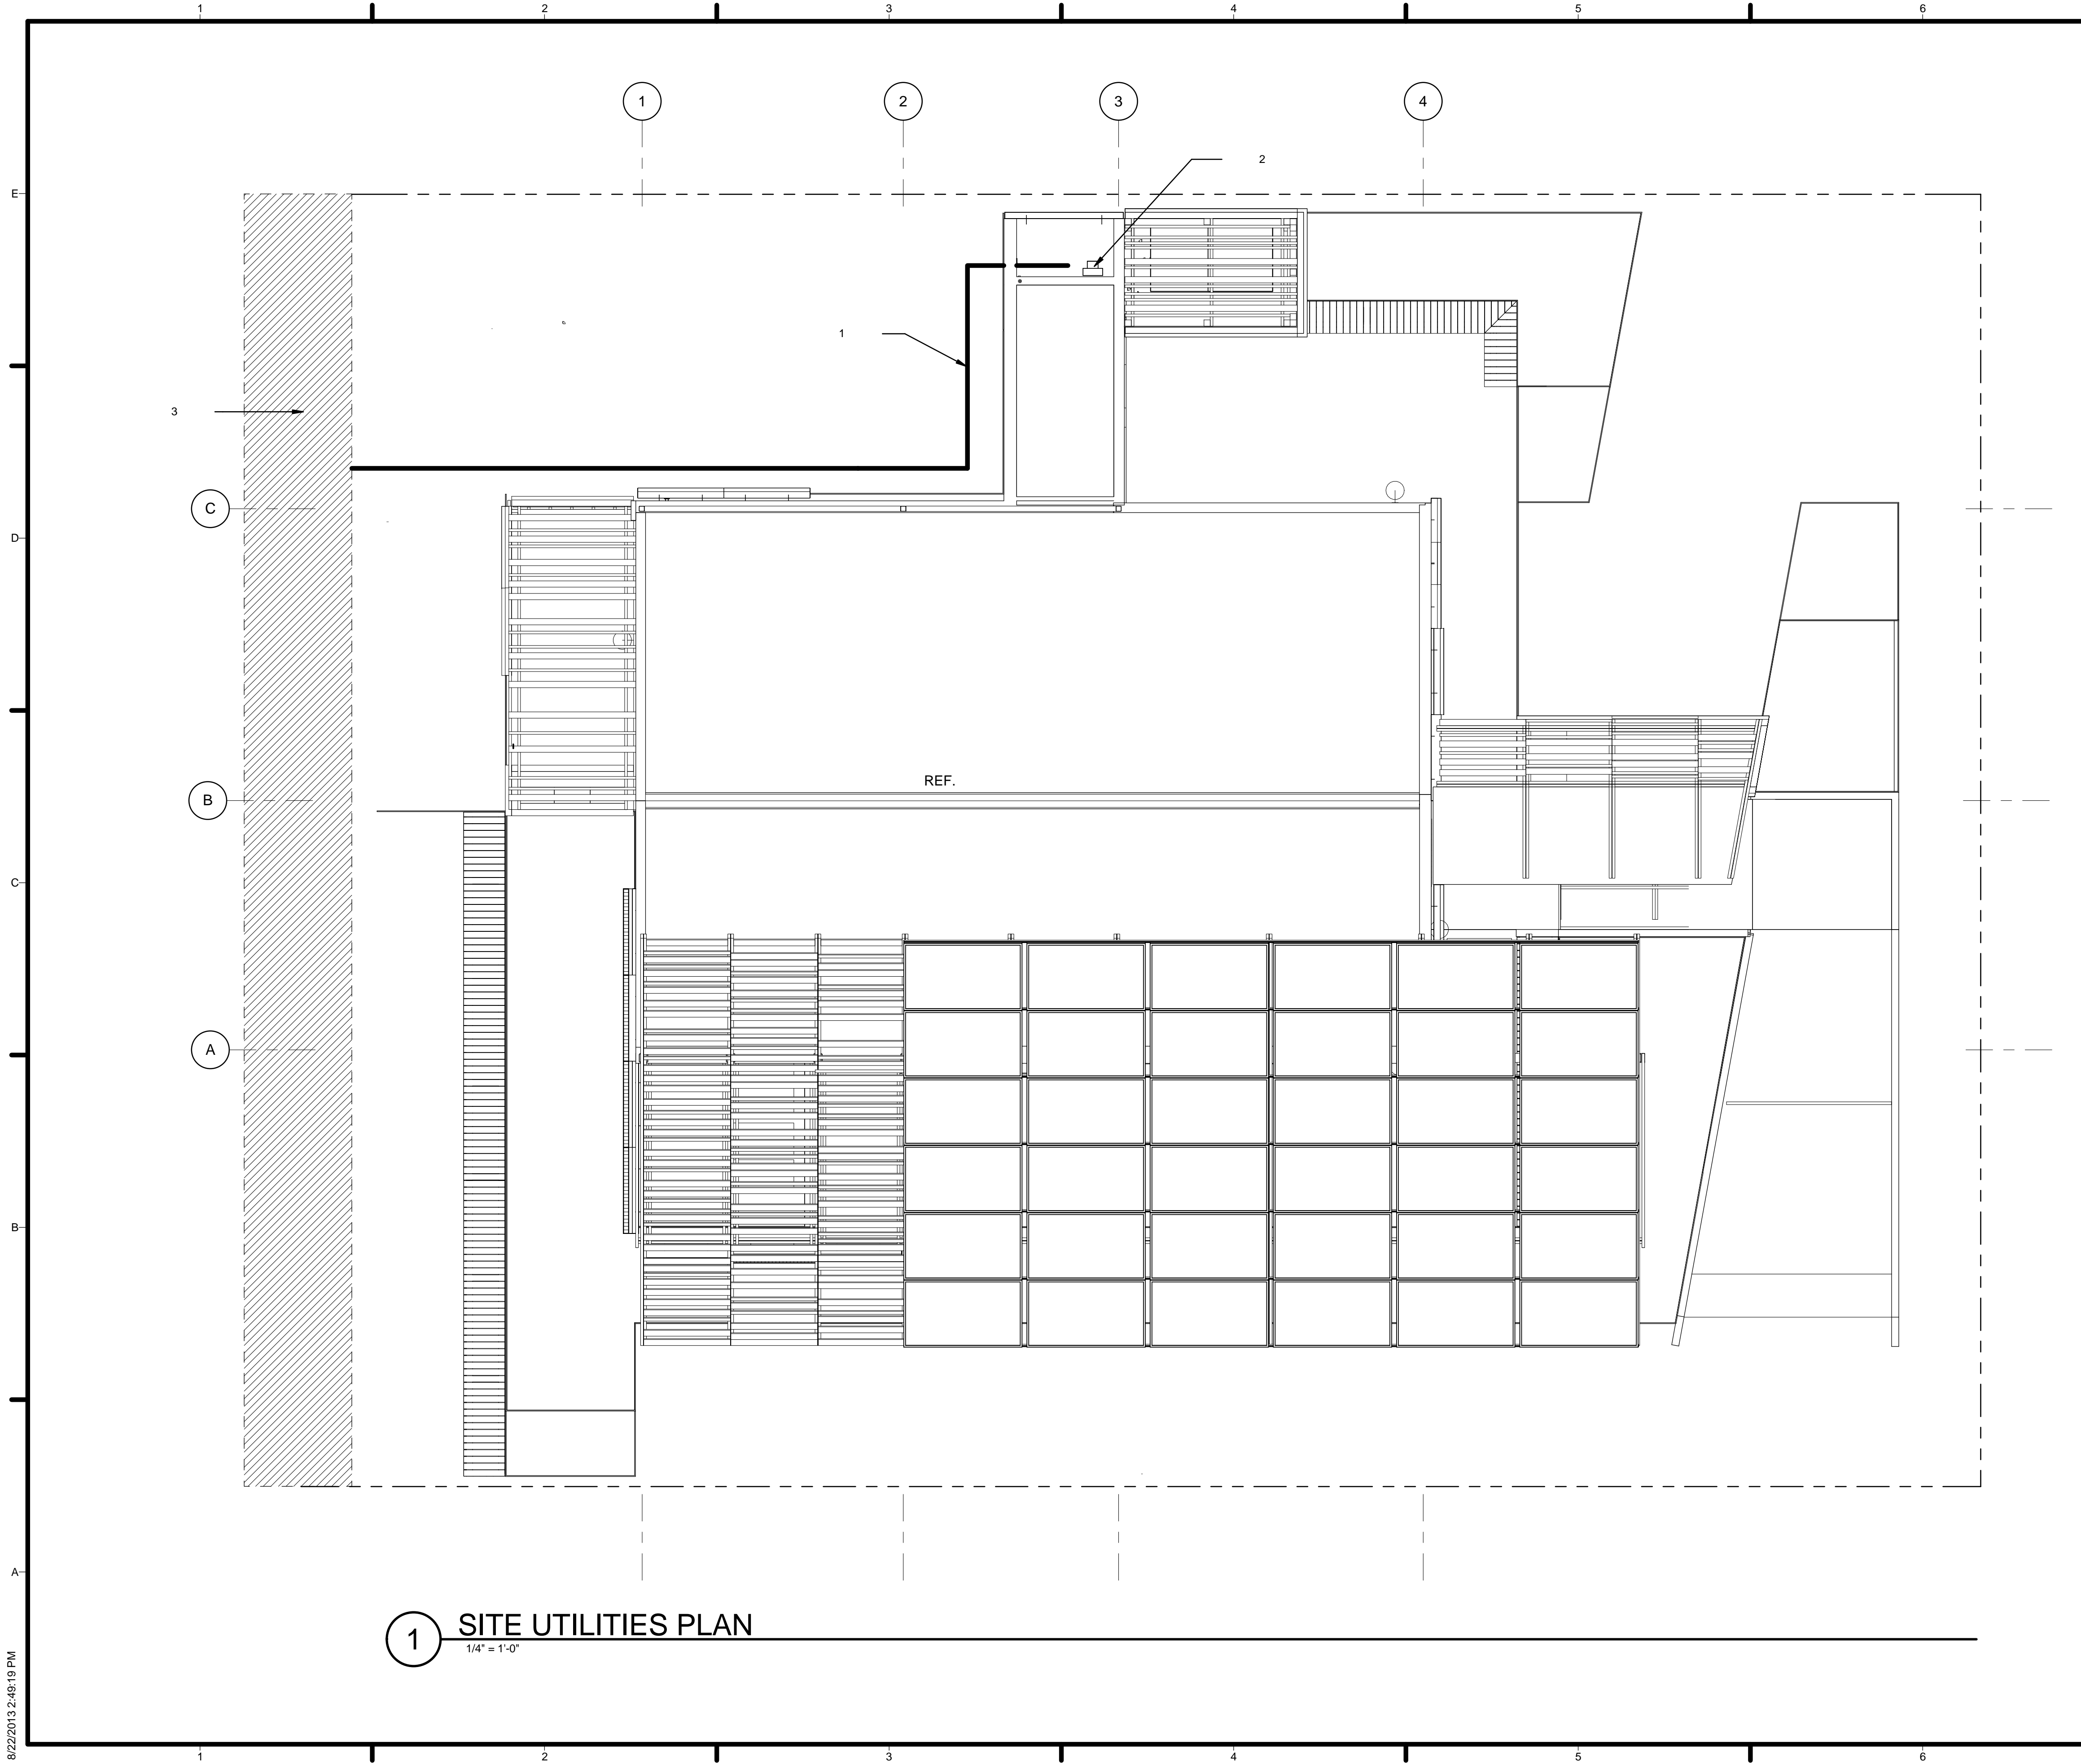 1 2 3 4 5 6
1 2 3 4
2
E
1
3
C
D
REF.
B
C
A
B
A
1 SITE UTILITIES PLAN
1/4" = 1'-0"
8/22/2013 2:49:19 PM
1 2 3 4 5 6